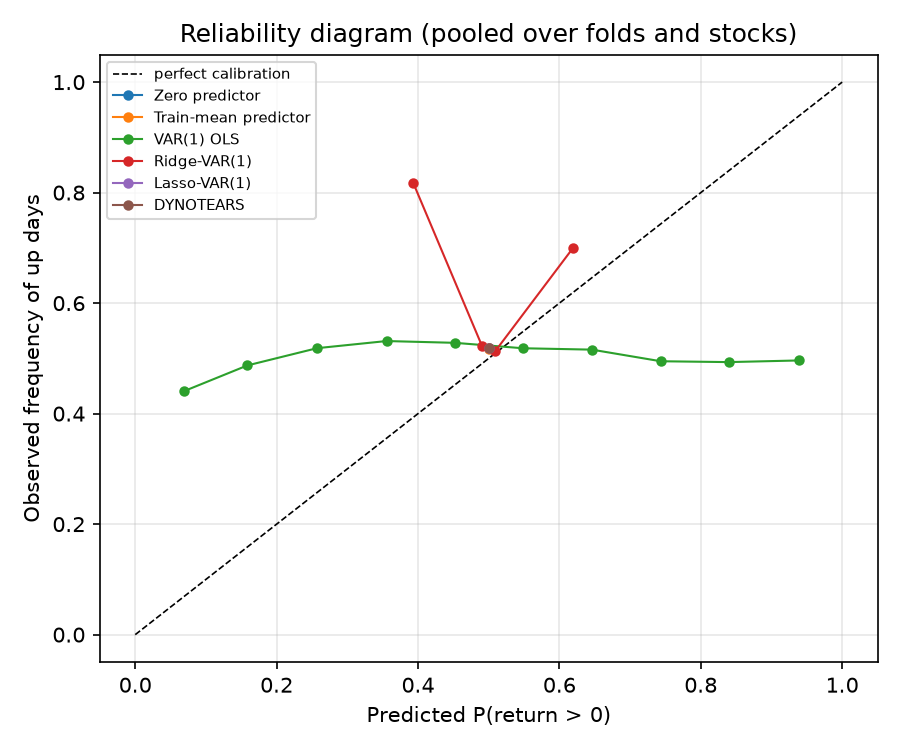 Reliability diagram (pooled over folds and stocks)
perfect calibration
Zero predictor
Train-mean predictor
VAR(1) OLS
Ridge-VAR(1)
Lasso-VAR(1)
DYNOTEARS
Observed frequency of up days
1.0
0.8
0.6
0.4
0.2
0.0
0.0 0.2 0.4 0.6 0.8 1.0
Predicted P(return > 0)